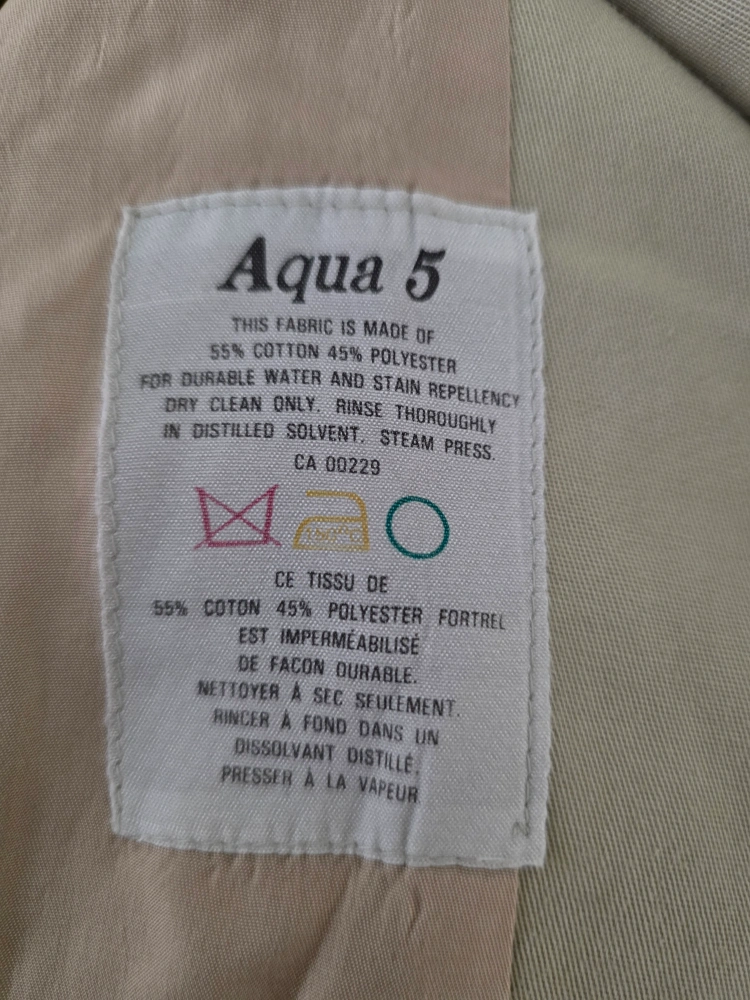 Aqua 5
THIS FABRIC IS MADE OF
55% COTTON 45% POLYESTER
FOR DURABLE WATER AND STAIN REPELLENCY
DRY CLEAN ONLY. RINSE THOROUGHLY
IN DISTILLED SOLVENT. STEAM PRESS.
CA 00229
150°C
CE TISSU DE
55% COTON 45% POLYESTER FORTREL
EST IMPERMÉABILISÉ
DE FACON DURABLE.
NETTOYER À SEC SEULEMENT.
RINCER À FOND DANS UN
DISSOLVANT DISTILLÉ.
PRESSER À LA VAPEUR.